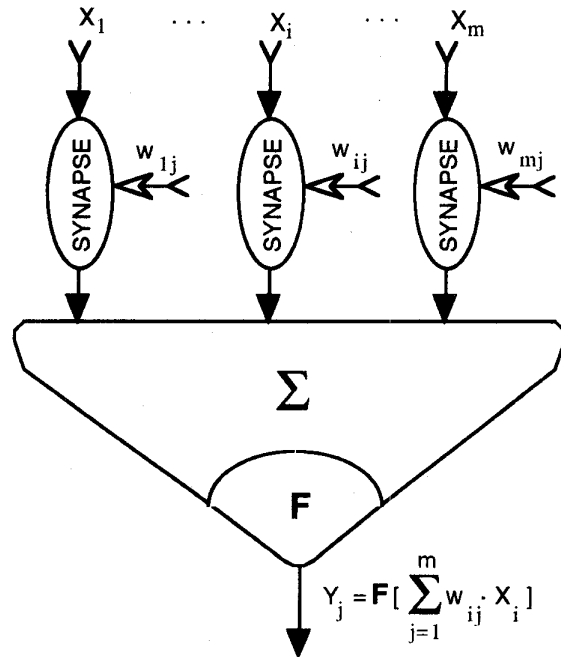 X1 ... Xi ... Xm
SYNAPSE w1j SYNAPSE wij SYNAPSE wmj
Σ
F
Yj = F[ m∑j=1 wij · Xi ]